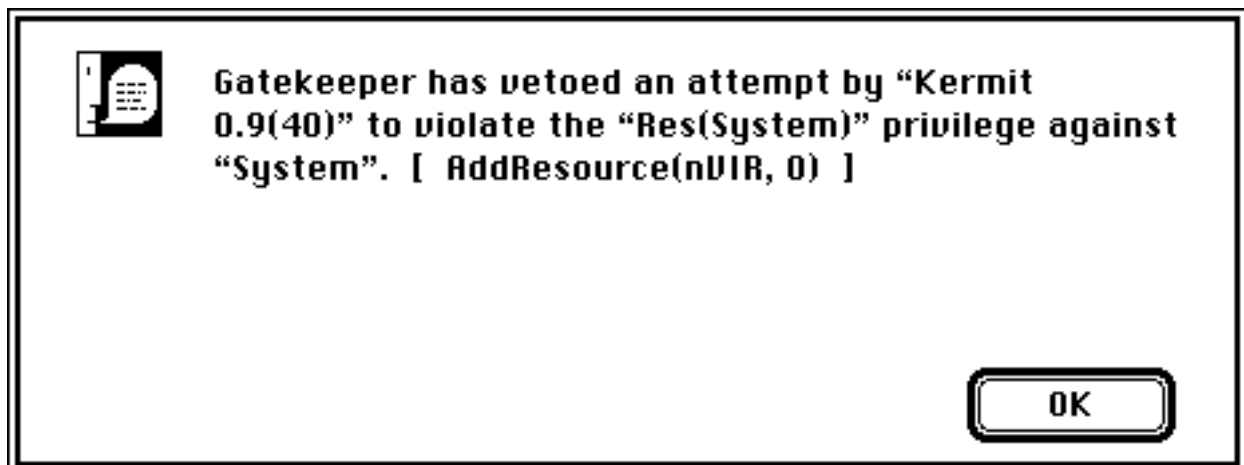 Gatekeeper has vetoed an attempt by “Kermit
0.9(40)” to violate the “Res(System)” privilege against
“System”. [ AddResource(nVIR, 0) ]
OK